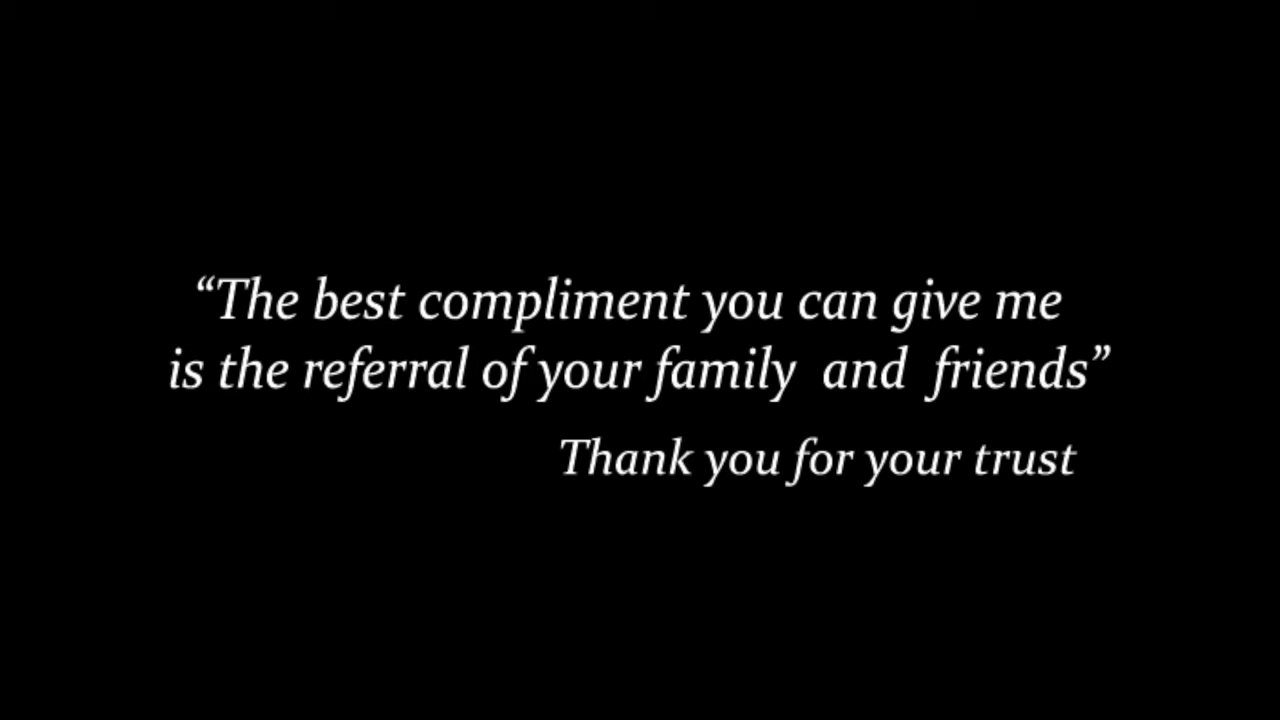 “The best compliment you can give me
is the referral of your family  and  friends”
Thank you for your trust